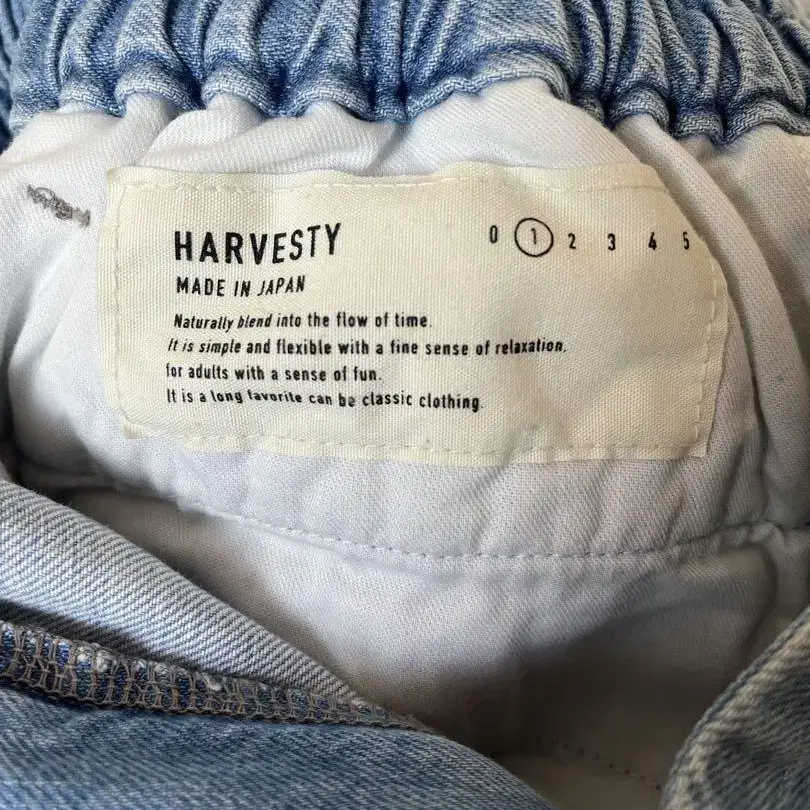 HARVESTY
0 1 2 3 4 5
MADE IN JAPAN
Naturally blend into the flow of time.
It is simple and flexible with a fine sense of relaxation.
for adults with a sense of fun.
It is a long favorite can be classic clothing.